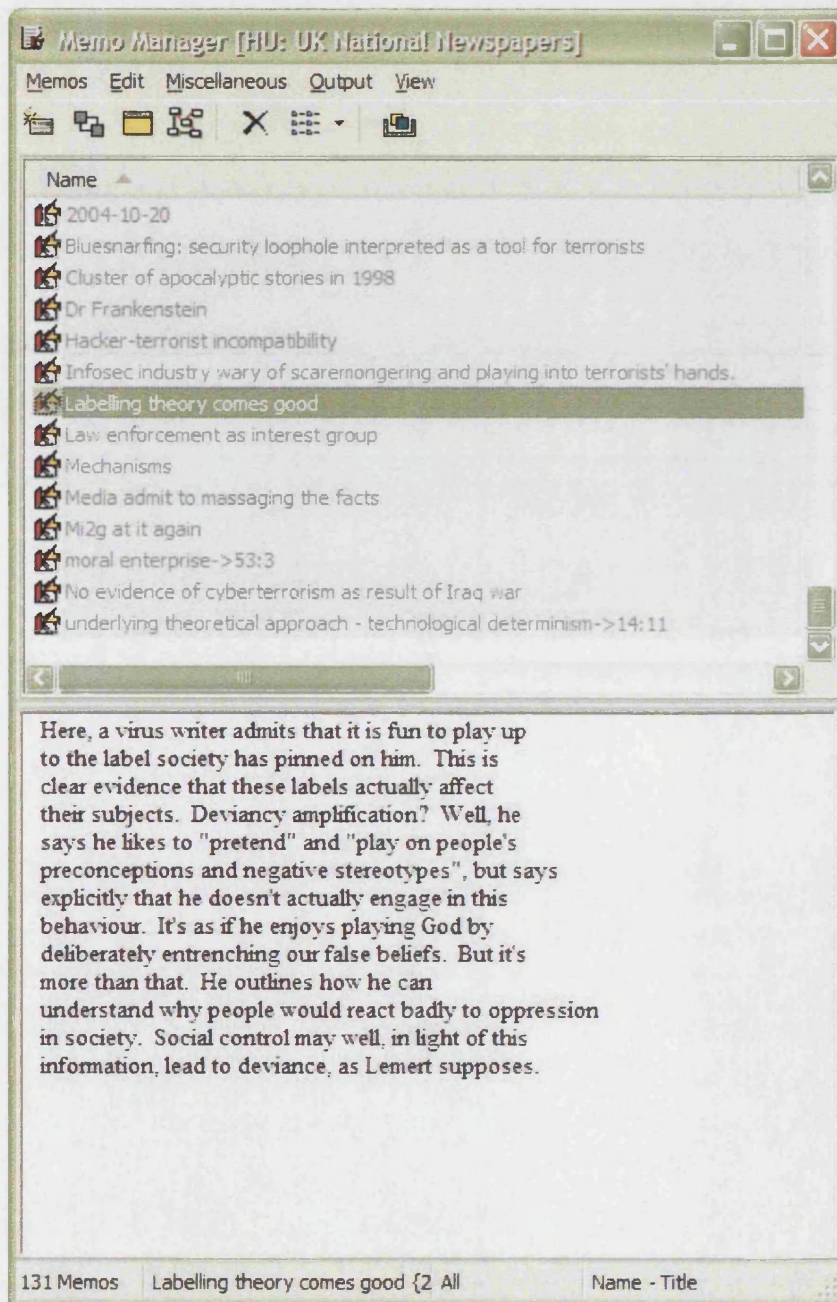 Memo Manager [HU: UK National Newspapers]
Memos Edit Miscellaneous Output View
Name
2004-10-20
Bluesnarfing: security loophole interpreted as a tool for terrorists
Cluster of apocalyptic stories in 1998
Dr Frankenstein
Hacker-terrorist incompatibility
Infosec industry wary of scaremongering and playing into terrorists' hands.
Labelling theory comes good
Law enforcement as interest group
Mechanisms
Media admit to massaging the facts
Mi2g at it again
moral enterprise->53:3
No evidence of cyberterrorism as result of Iraq war
underlying theoretical approach - technological determinism->14:11
Here, a virus writer admits that it is fun to play up
to the label society has pinned on him. This is
clear evidence that these labels actually affect
their subjects. Deviancy amplification? Well, he
says he likes to "pretend" and "play on people's
preconceptions and negative stereotypes", but says
explicitly that he doesn't actually engage in this
behaviour. It's as if he enjoys playing God by
deliberately entrenching our false beliefs. But it's
more than that. He outlines how he can
understand why people would react badly to oppression
in society. Social control may well, in light of this
information, lead to deviance, as Lemert supposes.
131 Memos Labelling theory comes good {2 All Name - Title